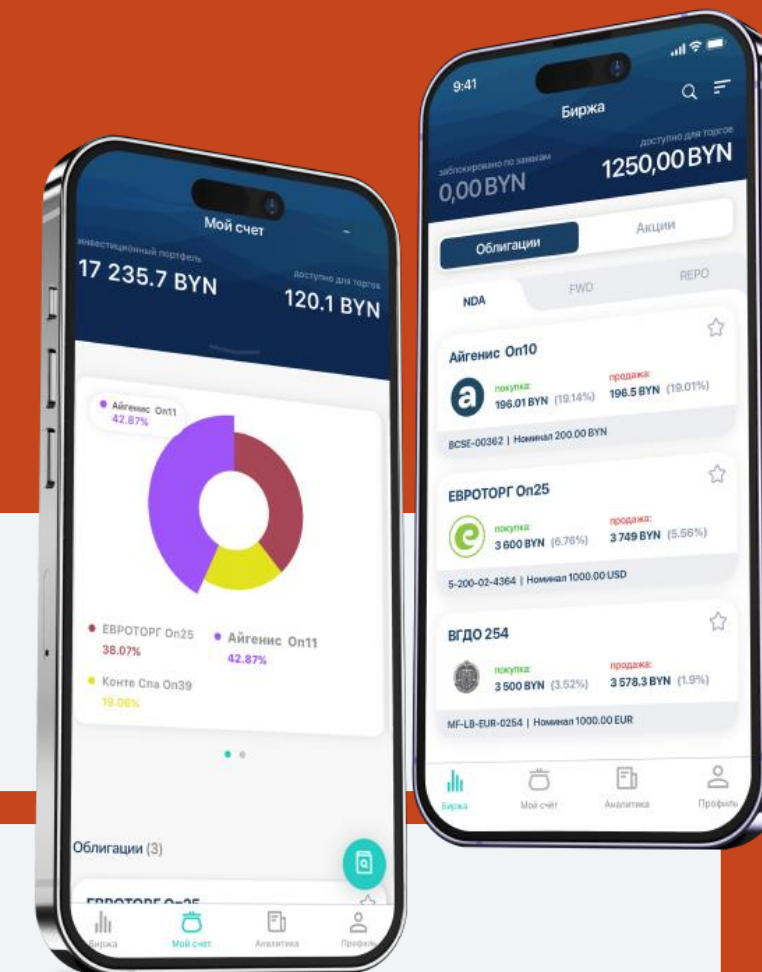 Мой счет
инвестиционный портфель
17 235.7 BYN
доступно для торгов
120.1 BYN
Айгенис Оп11
42.87%
ЕВРОТОРГ Оп25
38.07%
Айгенис Оп11
42.87%
Конте Спа Оп39
19.06%
Облигации (3)
ЕВРОТОРГ Оп25
Биржа
Мой счет
Аналитика
Профиль
9:41
Биржа
заблокировано по заявкам
0,00 BYN
доступно для торгов
1250,00 BYN
Облигации
Акции
NDA
FWD
REPO
Айгенис Оп10
a
покупка:
196.01 BYN (19.14%)
продажа:
196.5 BYN (19.01%)
BCSE-00362 | Номинал 200.00 BYN
ЕВРОТОРГ Оп25
e
покупка:
3 600 BYN (6.76%)
продажа:
3 749 BYN (5.56%)
5-200-02-4364 | Номинал 1000.00 USD
ВГДО 254
покупка:
3 500 BYN (3.52%)
продажа:
3 578.3 BYN (1.9%)
MF-LB-EUR-0254 | Номинал 1000.00 EUR
Биржа
Мой счёт
Аналитика
Профиль